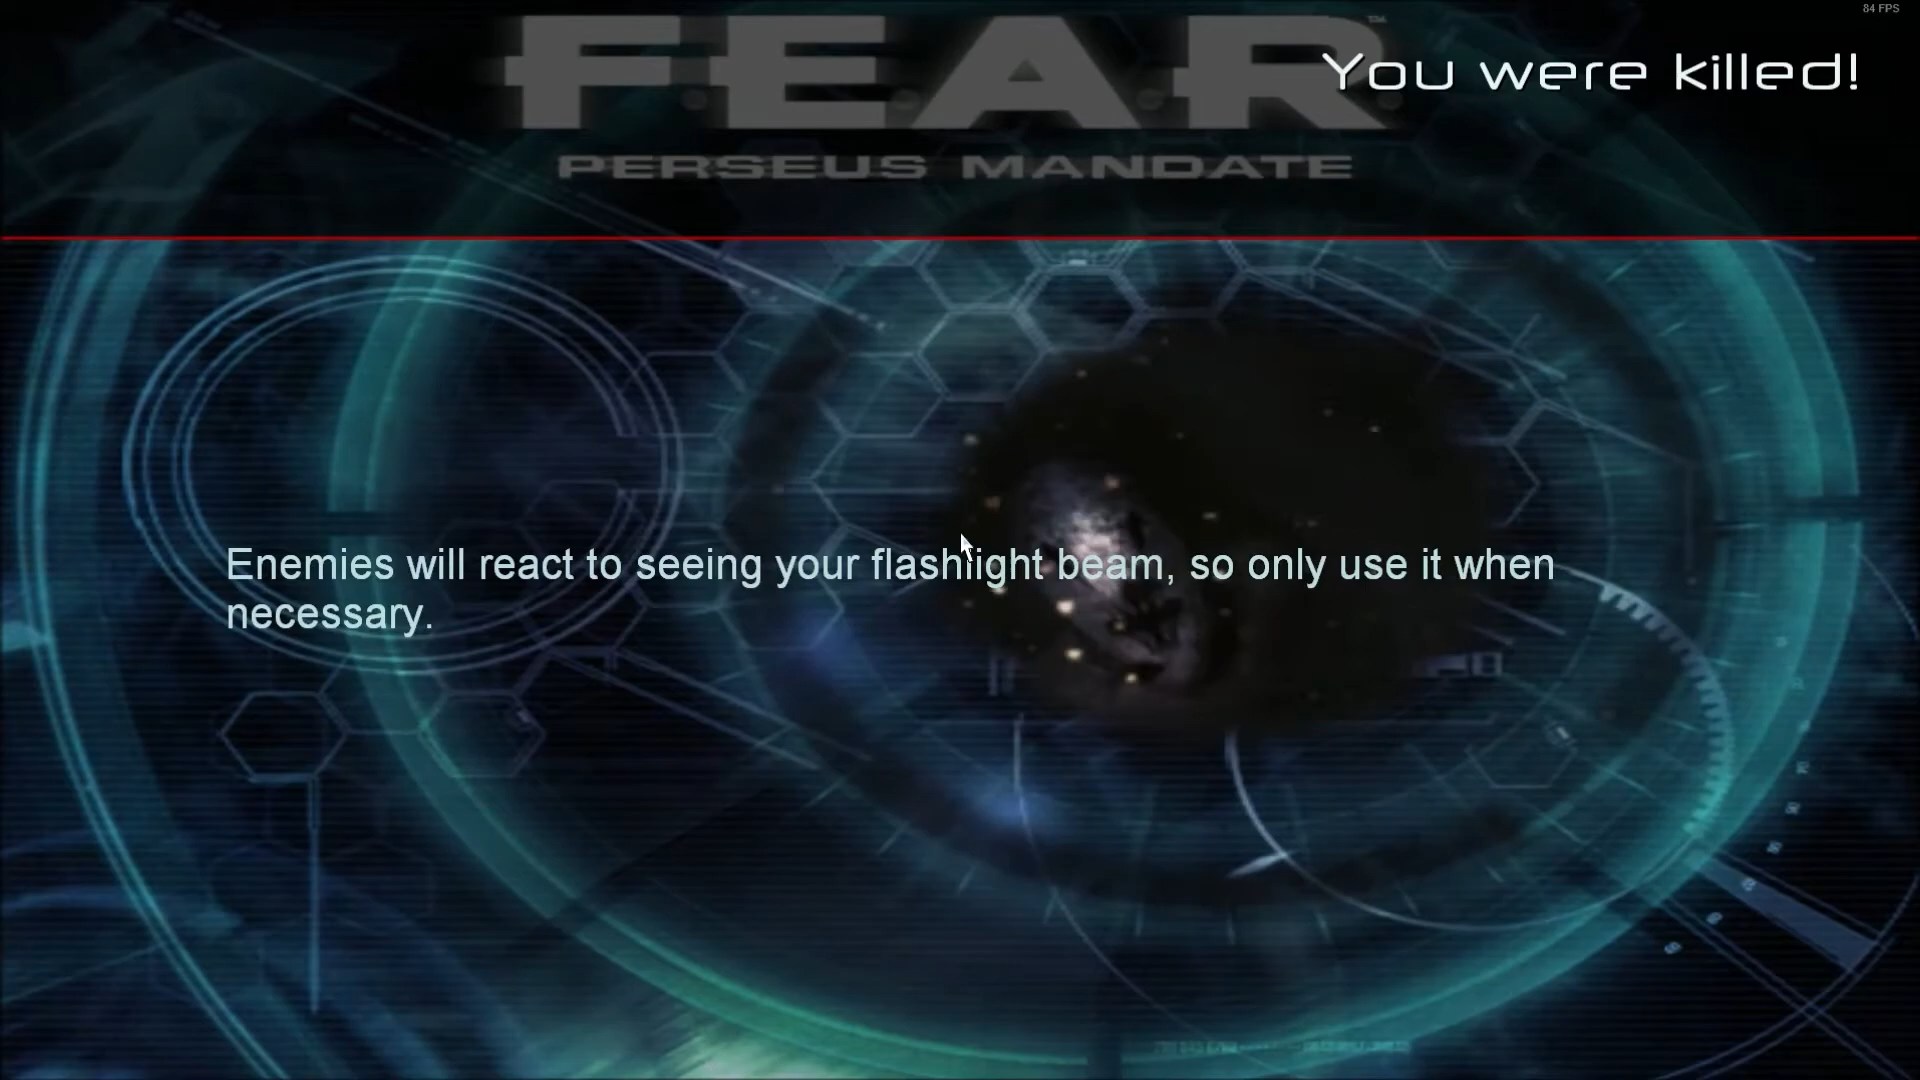 84 FPS
FEAR™
You were killed!
PERSEUS MANDATE
Enemies will react to seeing your flashlight beam, so only use it when
necessary.